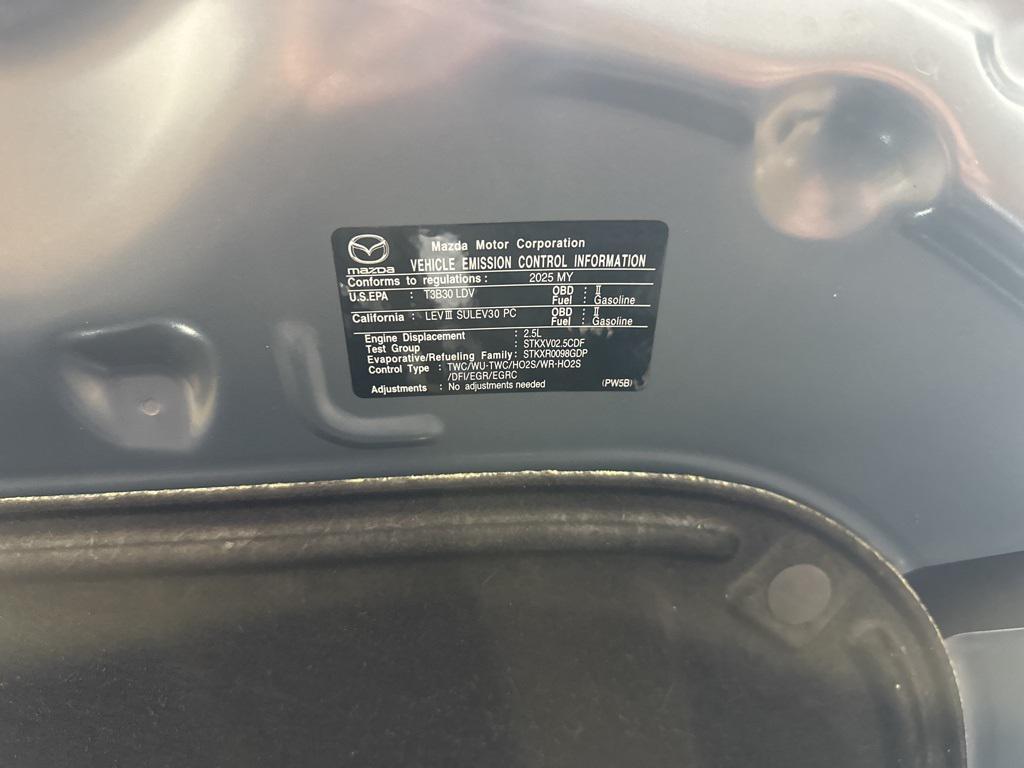 Mazda Motor Corporation
mazda
VEHICLE EMISSION CONTROL INFORMATION
Conforms to regulations : 2025 MY
U.S.EPA : T3B30 LDV OBD : II
Fuel : Gasoline
California : LEVⅢ SULEV30 PC OBD : II
Fuel : Gasoline
Engine Displacement : 2.5L
Test Group : STKXV02.5CDF
Evaporative/Refueling Family : STKXR0098GDP
Control Type : TWC/WU-TWC/HO2S/WR-HO2S
/DFI/EGR/EGRC
Adjustments : No adjustments needed (PW5B)